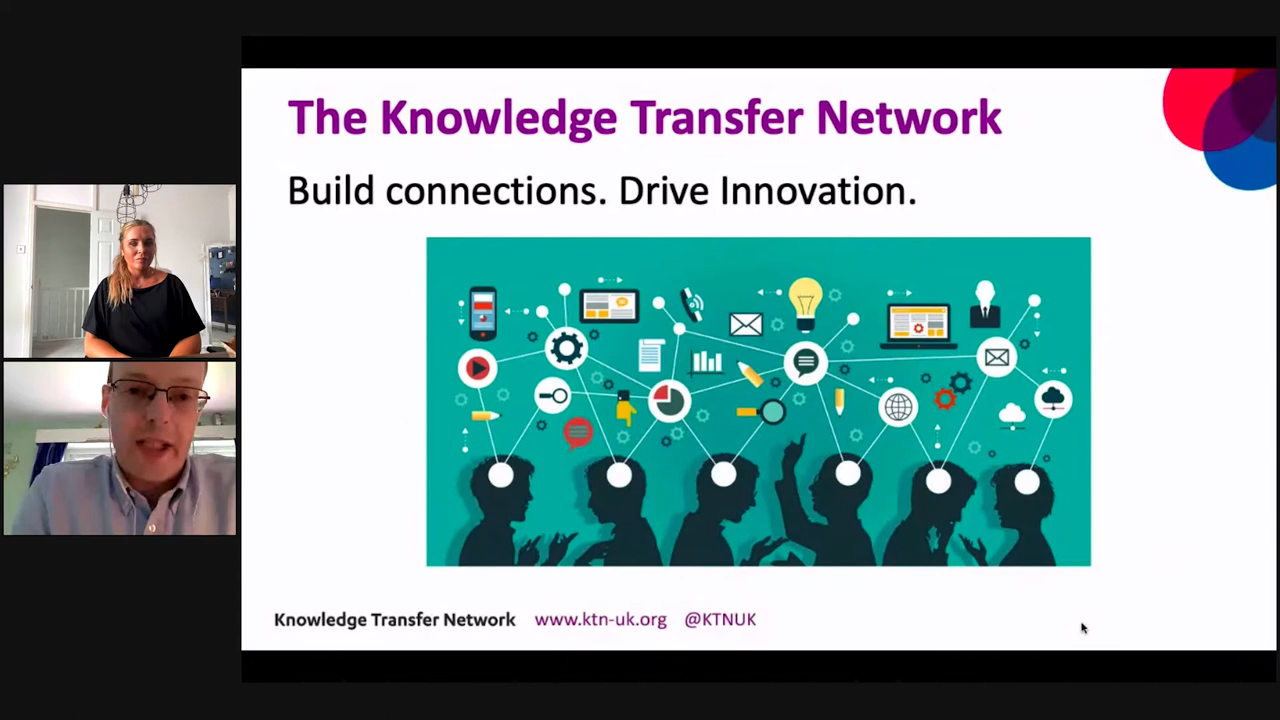 The Knowledge Transfer Network
Build connections. Drive Innovation.
Knowledge Transfer Network www.ktn-uk.org @KTNUK